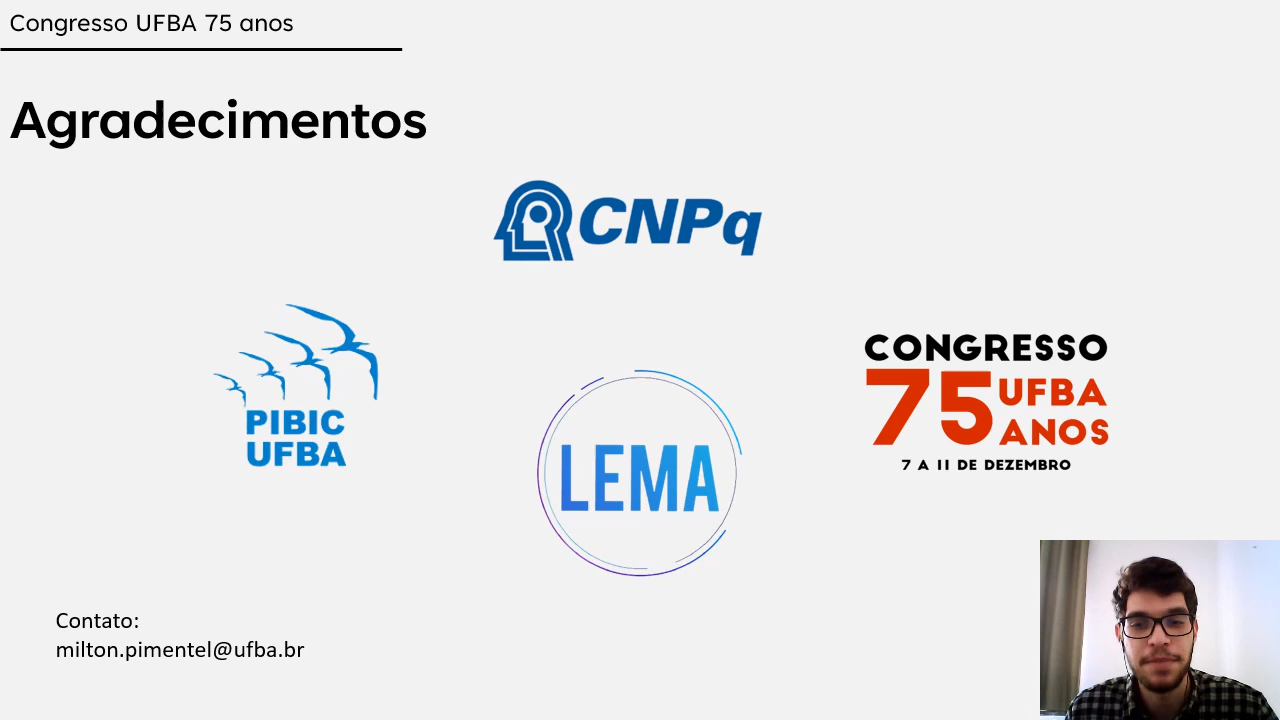 Congresso UFBA 75 anos
Agradecimentos
CNPq
PIBIC
UFBA
LEMA
CONGRESSO
75 UFBA
ANOS
7 A 11 DE DEZEMBRO
Contato:
milton.pimentel@ufba.br